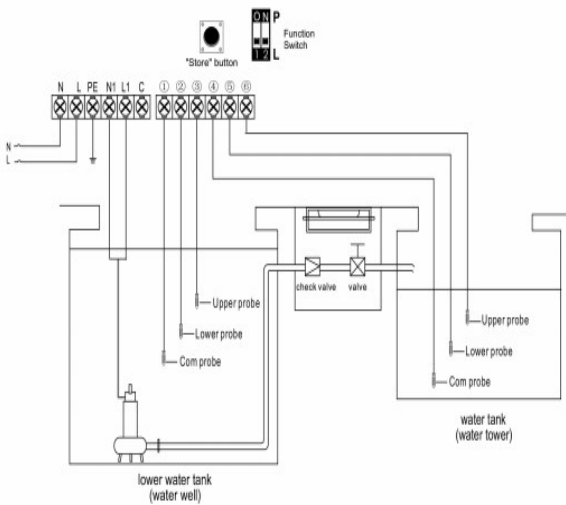 ON P
12 L
Function
Switch
"Store" button
N L PE N1 L1 C ① ② ③ ④ ⑤ ⑥
N
L
check valve valve
Upper probe
Lower probe
Com probe
Upper probe
Lower probe
Com probe
water tank
(water tower)
lower water tank
(water well)